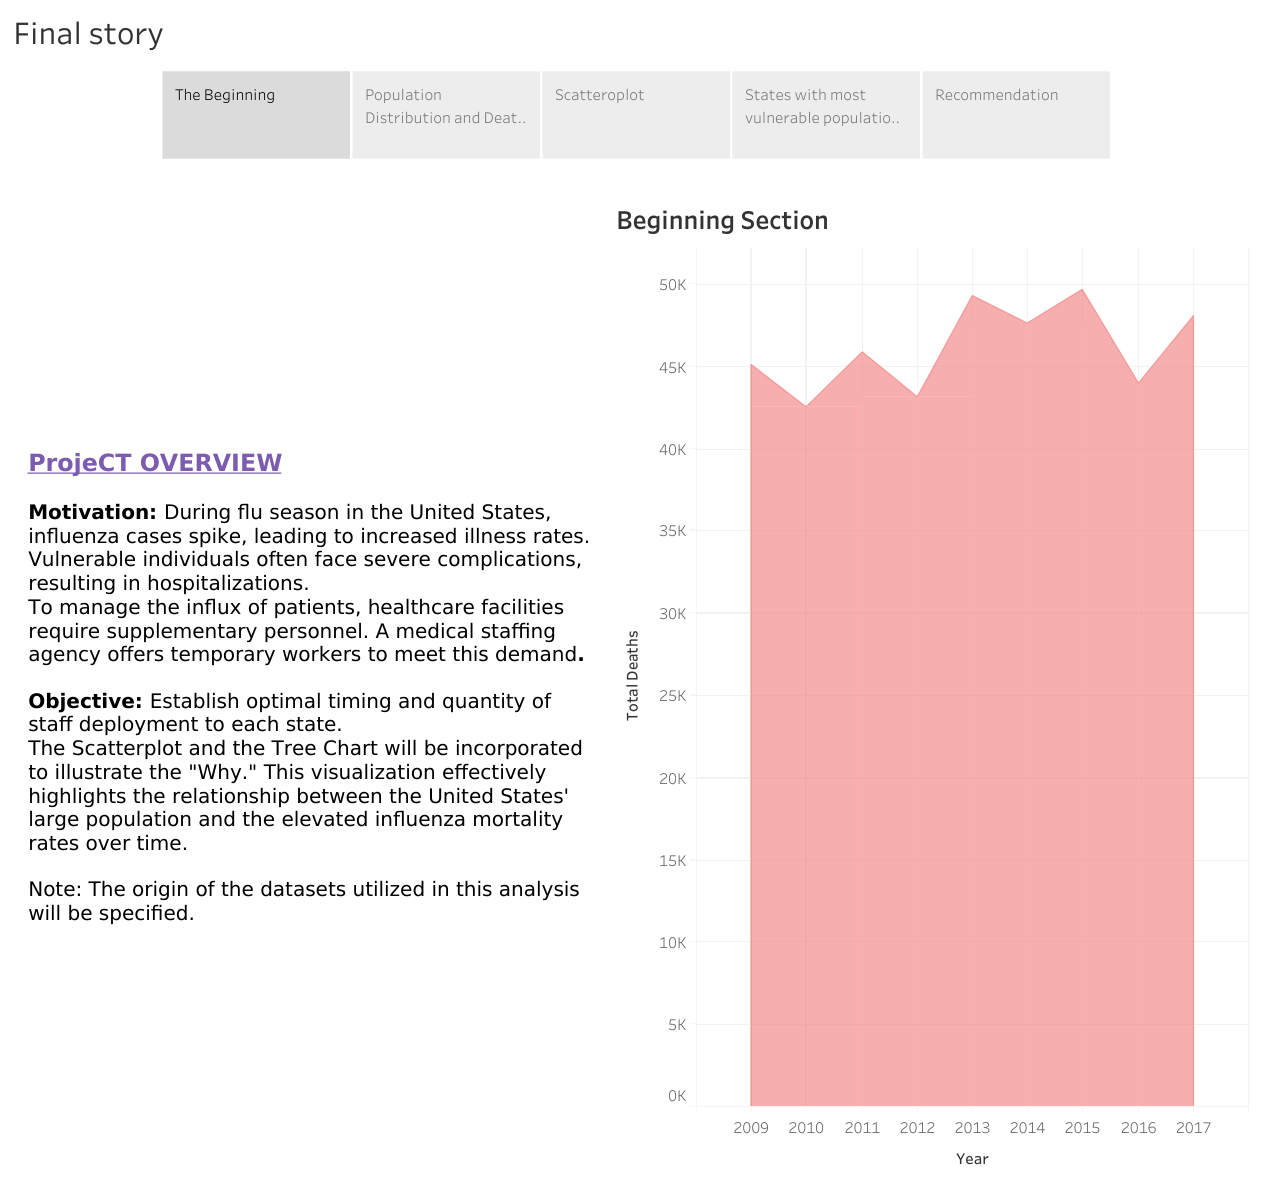 Final story
The Beginning
Population
Distribution and Deat..
Scatteroplot
States with most
vulnerable populatio..
Recommendation
Beginning Section
ProjeCT OVERVIEW
Motivation: During flu season in the United States,
influenza cases spike, leading to increased illness rates.
Vulnerable individuals often face severe complications,
resulting in hospitalizations.
To manage the influx of patients, healthcare facilities
require supplementary personnel. A medical staffing
agency offers temporary workers to meet this demand.
Objective: Establish optimal timing and quantity of
staff deployment to each state.
The Scatterplot and the Tree Chart will be incorporated
to illustrate the "Why." This visualization effectively
highlights the relationship between the United States'
large population and the elevated influenza mortality
rates over time.
Note: The origin of the datasets utilized in this analysis
will be specified.
Total Deaths
50K
45K
40K
35K
30K
25K
20K
15K
10K
5K
0K
2009 2010 2011 2012 2013 2014 2015 2016 2017
Year